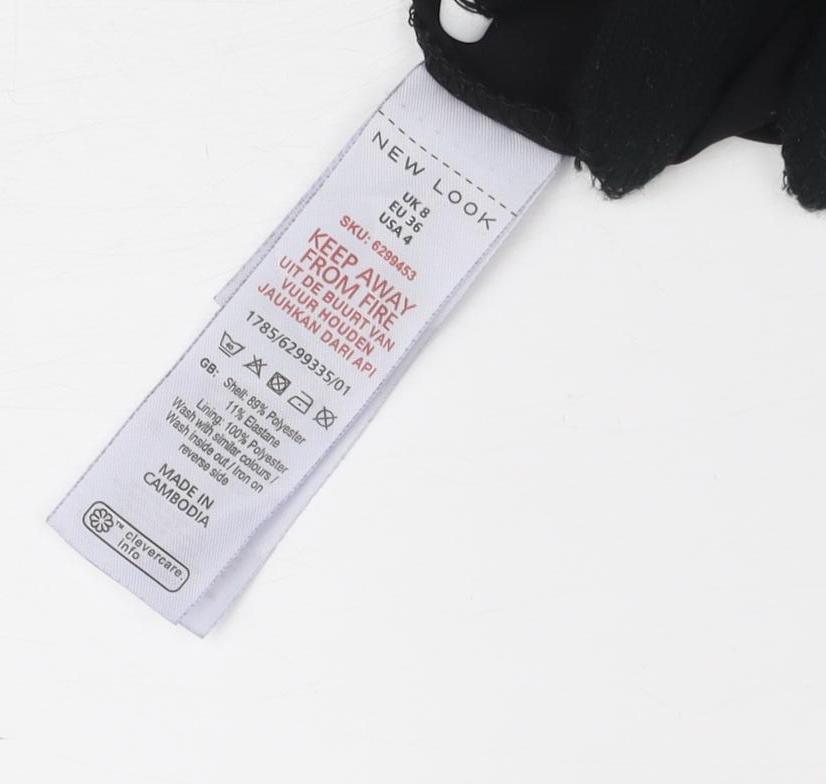 NEW LOOK
UK 8
EU 36
USA 4
SKU: 6299453
KEEP AWAY
FROM FIRE
UIT DE BUURT VAN
VUUR HOUDEN
JAUHKAN DARI API
1785/6299335/01
40
GB: Shell: 89% Polyester
11% Elastane
Lining: 100% Polyester
Wash with similar colours /
Wash inside out / Iron on
reverse side
MADE IN
CAMBODIA
™ clevercare.
info